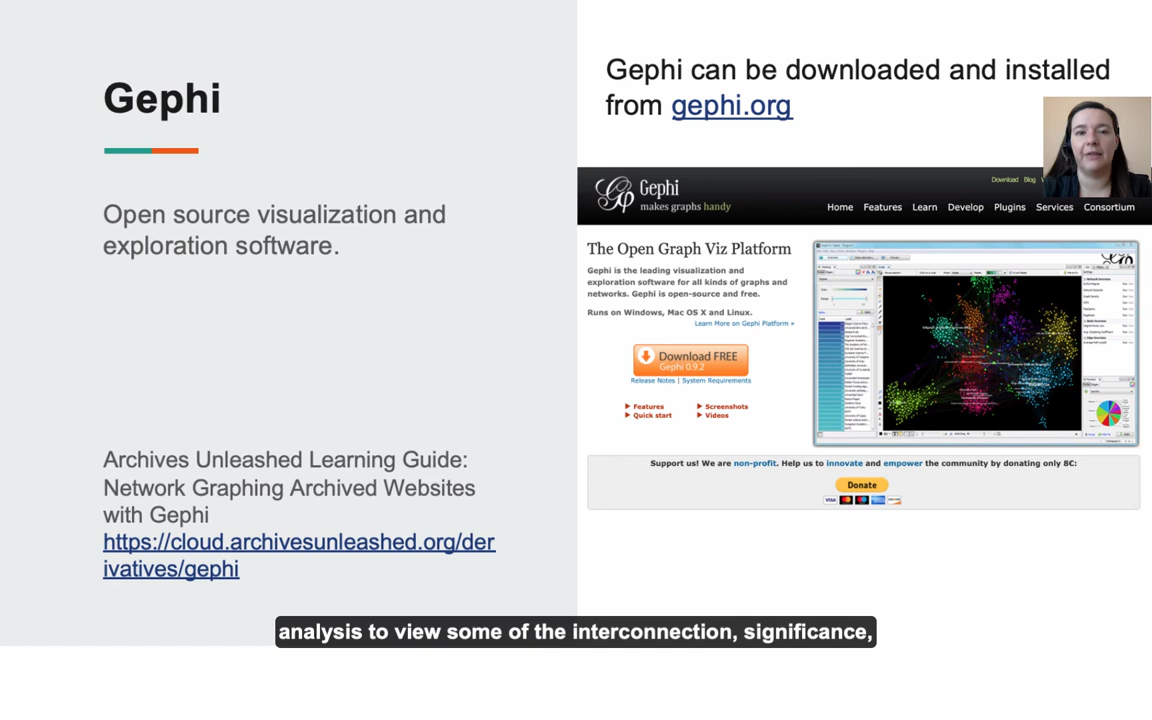 Gephi
Open source visualization and
exploration software.
Archives Unleashed Learning Guide:
Network Graphing Archived Websites
with Gephi
https://cloud.archivesunleashed.org/der
ivatives/gephi
Gephi can be downloaded and installed
from gephi.org
Gephi
makes graphs handy
Download Blog
Home Features Learn Develop Plugins Services Consortium
The Open Graph Viz Platform
Gephi is the leading visualization and
exploration software for all kinds of graphs and
networks. Gephi is open-source and free.
Runs on Windows, Mac OS X and Linux.
Learn More on Gephi Platform »
Download FREE
Gephi 0.9.2
Release Notes | System Requirements
Features Screenshots
Quick start Videos
Support us! We are non-profit. Help us to innovate and empower the community by donating only 8€:
Donate
VISA
analysis to view some of the interconnection, significance,